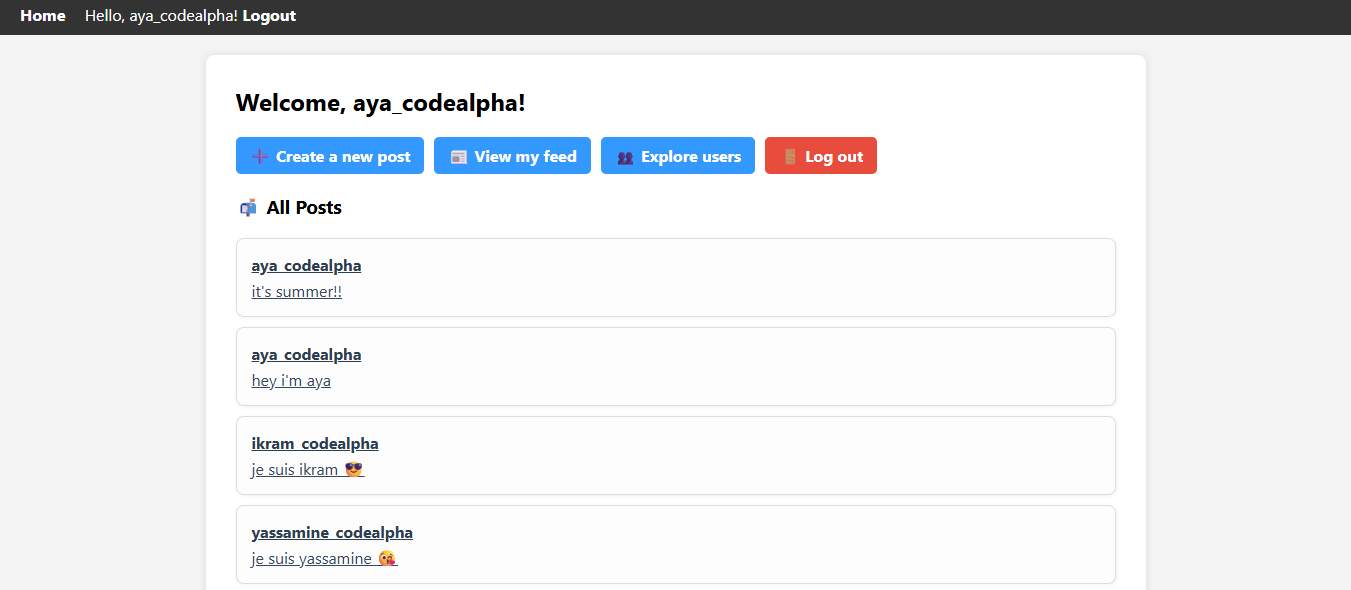 Home Hello, aya_codealpha! Logout
Welcome, aya_codealpha!
➕ Create a new post 📰 View my feed 👥 Explore users 🚪 Log out
📬 All Posts
aya_codealpha
it's summer!!
aya_codealpha
hey i'm aya
ikram_codealpha
je suis ikram 😎
yassamine_codealpha
je suis yassamine 😘